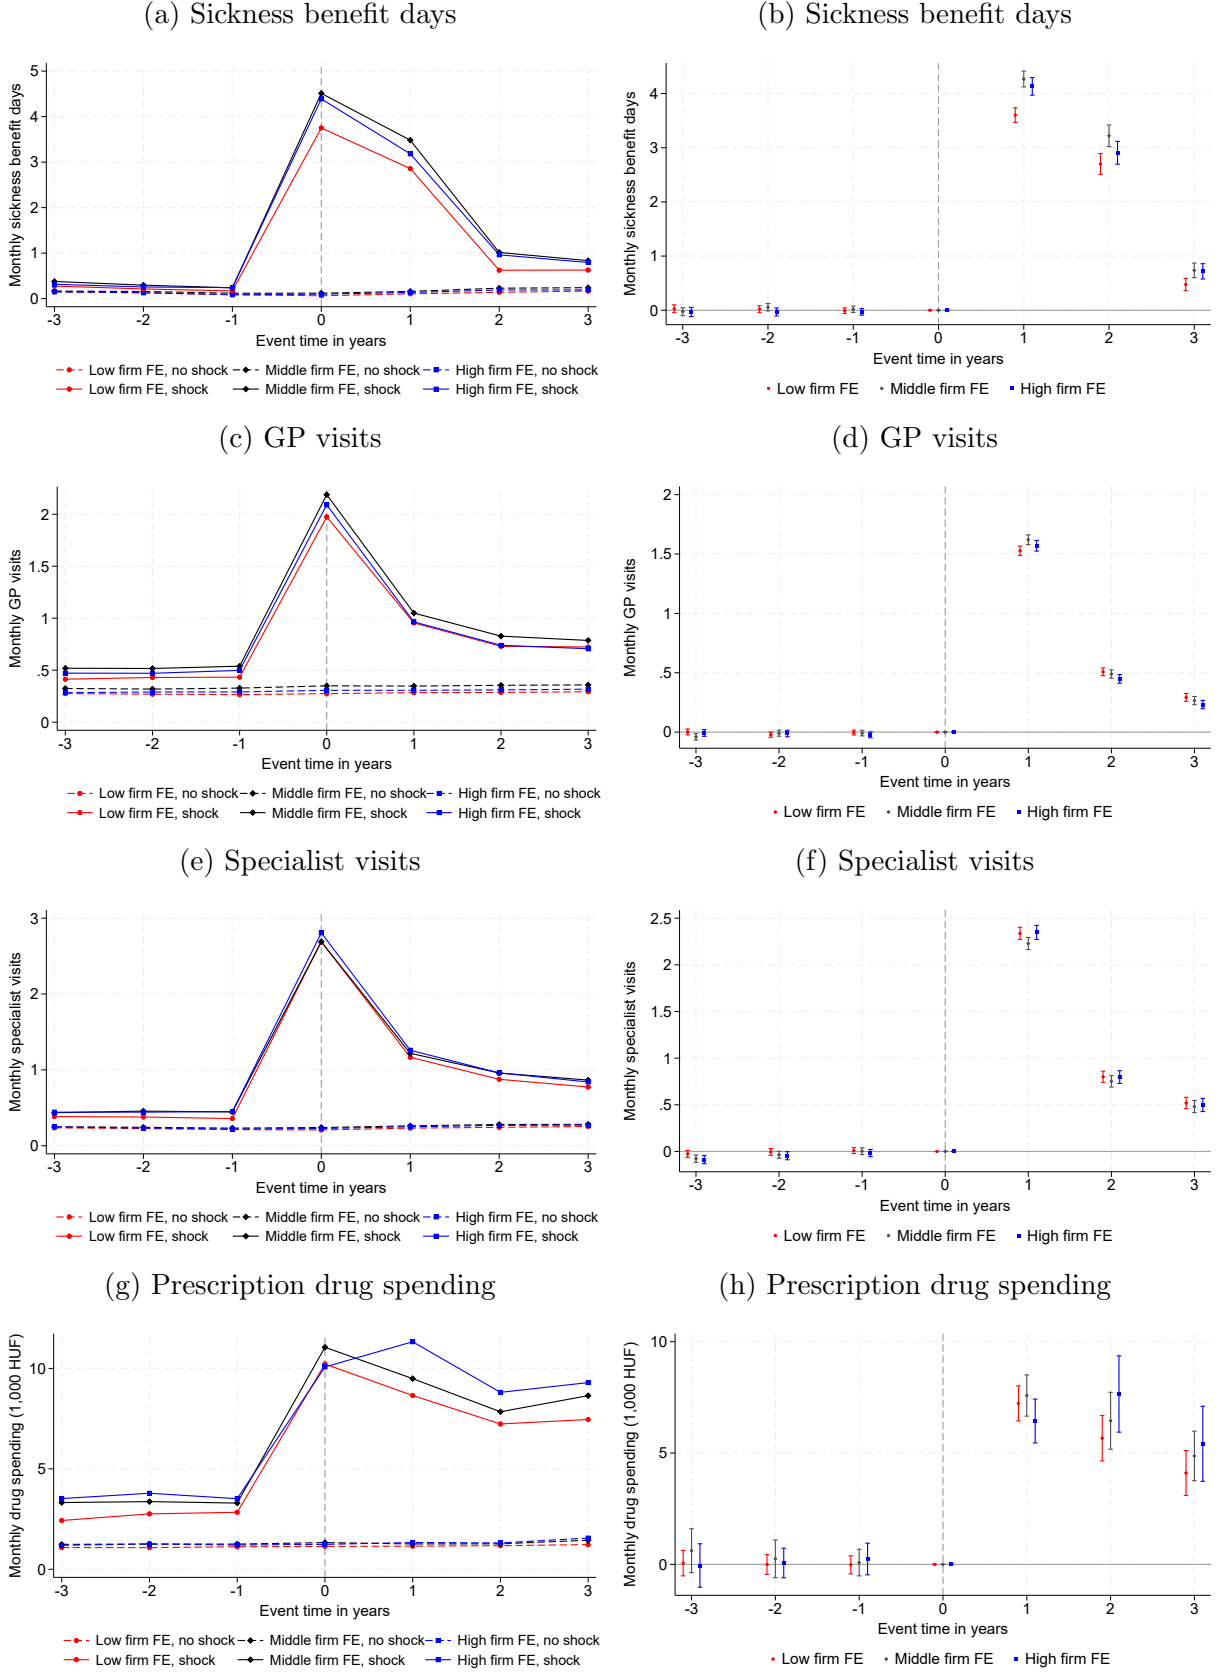 (a) Sickness benefit days
Monthly sickness benefit days
5
4
3
2
1
0
-3 -2 -1 0 1 2 3
Event time in years
Low firm FE, no shock Middle firm FE, no shock High firm FE, no shock
Low firm FE, shock Middle firm FE, shock High firm FE, shock
(b) Sickness benefit days
Monthly sickness benefit days
4
3
2
1
0
-3 -2 -1 0 1 2 3
Event time in years
Low firm FE Middle firm FE High firm FE
(c) GP visits
Monthly GP visits
2
1
.5
0
-3 -2 -1 0 1 2 3
Event time in years
Low firm FE, no shock Middle firm FE, no shock High firm FE, no shock
Low firm FE, shock Middle firm FE, shock High firm FE, shock
(d) GP visits
Monthly GP visits
2
1.5
1
.5
0
-3 -2 -1 0 1 2 3
Event time in years
Low firm FE Middle firm FE High firm FE
(e) Specialist visits
Monthly specialist visits
3
2
1
0
-3 -2 -1 0 1 2 3
Event time in years
Low firm FE, no shock Middle firm FE, no shock High firm FE, no shock
Low firm FE, shock Middle firm FE, shock High firm FE, shock
(f) Specialist visits
Monthly specialist visits
2.5
2
1.5
1
.5
0
-3 -2 -1 0 1 2 3
Event time in years
Low firm FE Middle firm FE High firm FE
(g) Prescription drug spending
Monthly drug spending (1,000 HUF)
10
5
0
-3 -2 -1 0 1 2 3
Event time in years
Low firm FE, no shock Middle firm FE, no shock High firm FE, no shock
Low firm FE, shock Middle firm FE, shock High firm FE, shock
(h) Prescription drug spending
Monthly drug spending (1,000 HUF)
10
5
0
-3 -2 -1 0 1 2 3
Event time in years
Low firm FE Middle firm FE High firm FE